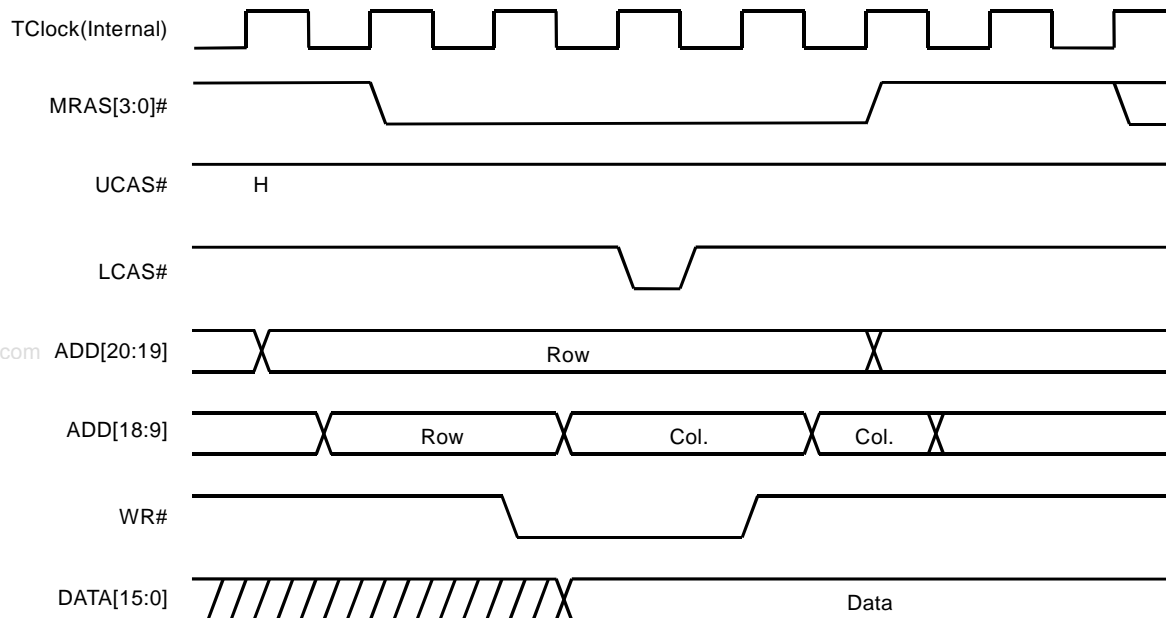 TClock(Internal)
MRAS[3:0]#
UCAS#
H
LCAS#
com
ADD[20:19]
Row
ADD[18:9]
Row
Col.
Col.
WR#
DATA[15:0]
Data